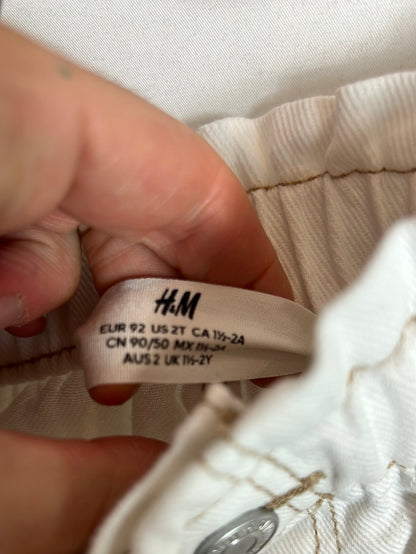 H&M
EUR 92 US 2T CA 1½-2A
CN 90/50 MX 1½-2A
AUS 2 UK 1½-2Y